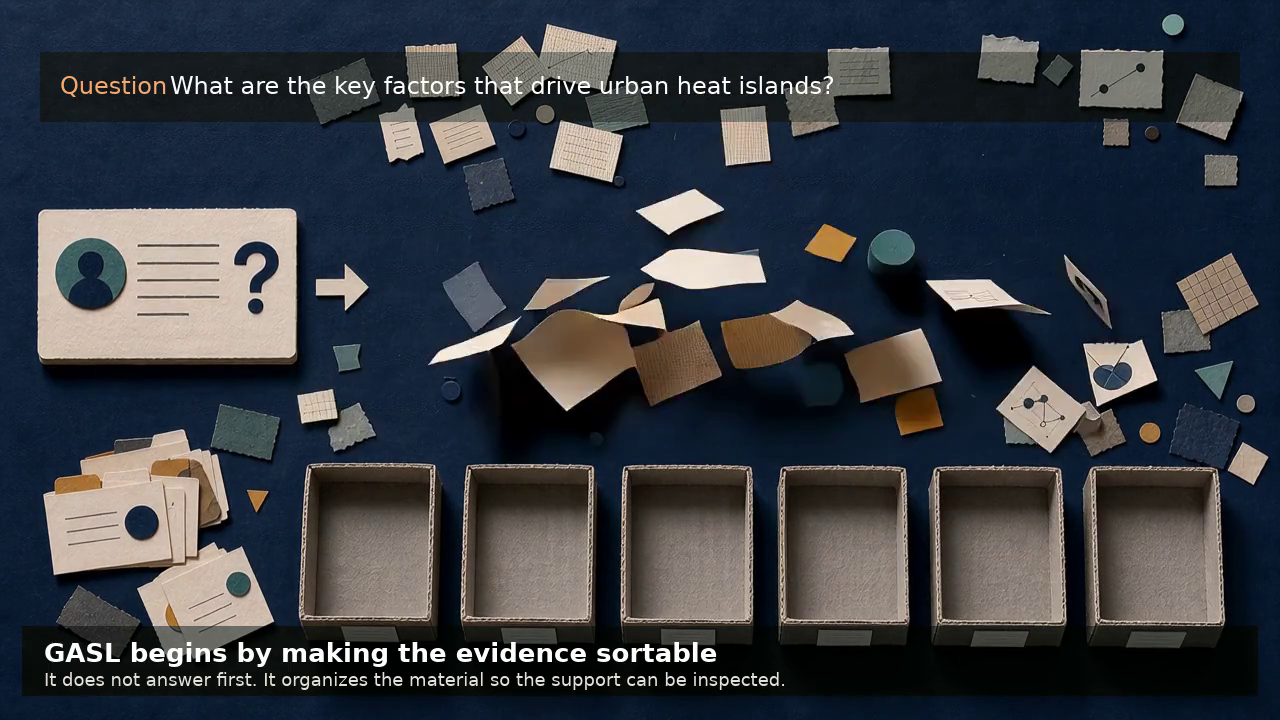 Question What are the key factors that drive urban heat islands?
?
GASL begins by making the evidence sortable
It does not answer first. It organizes the material so the support can be inspected.